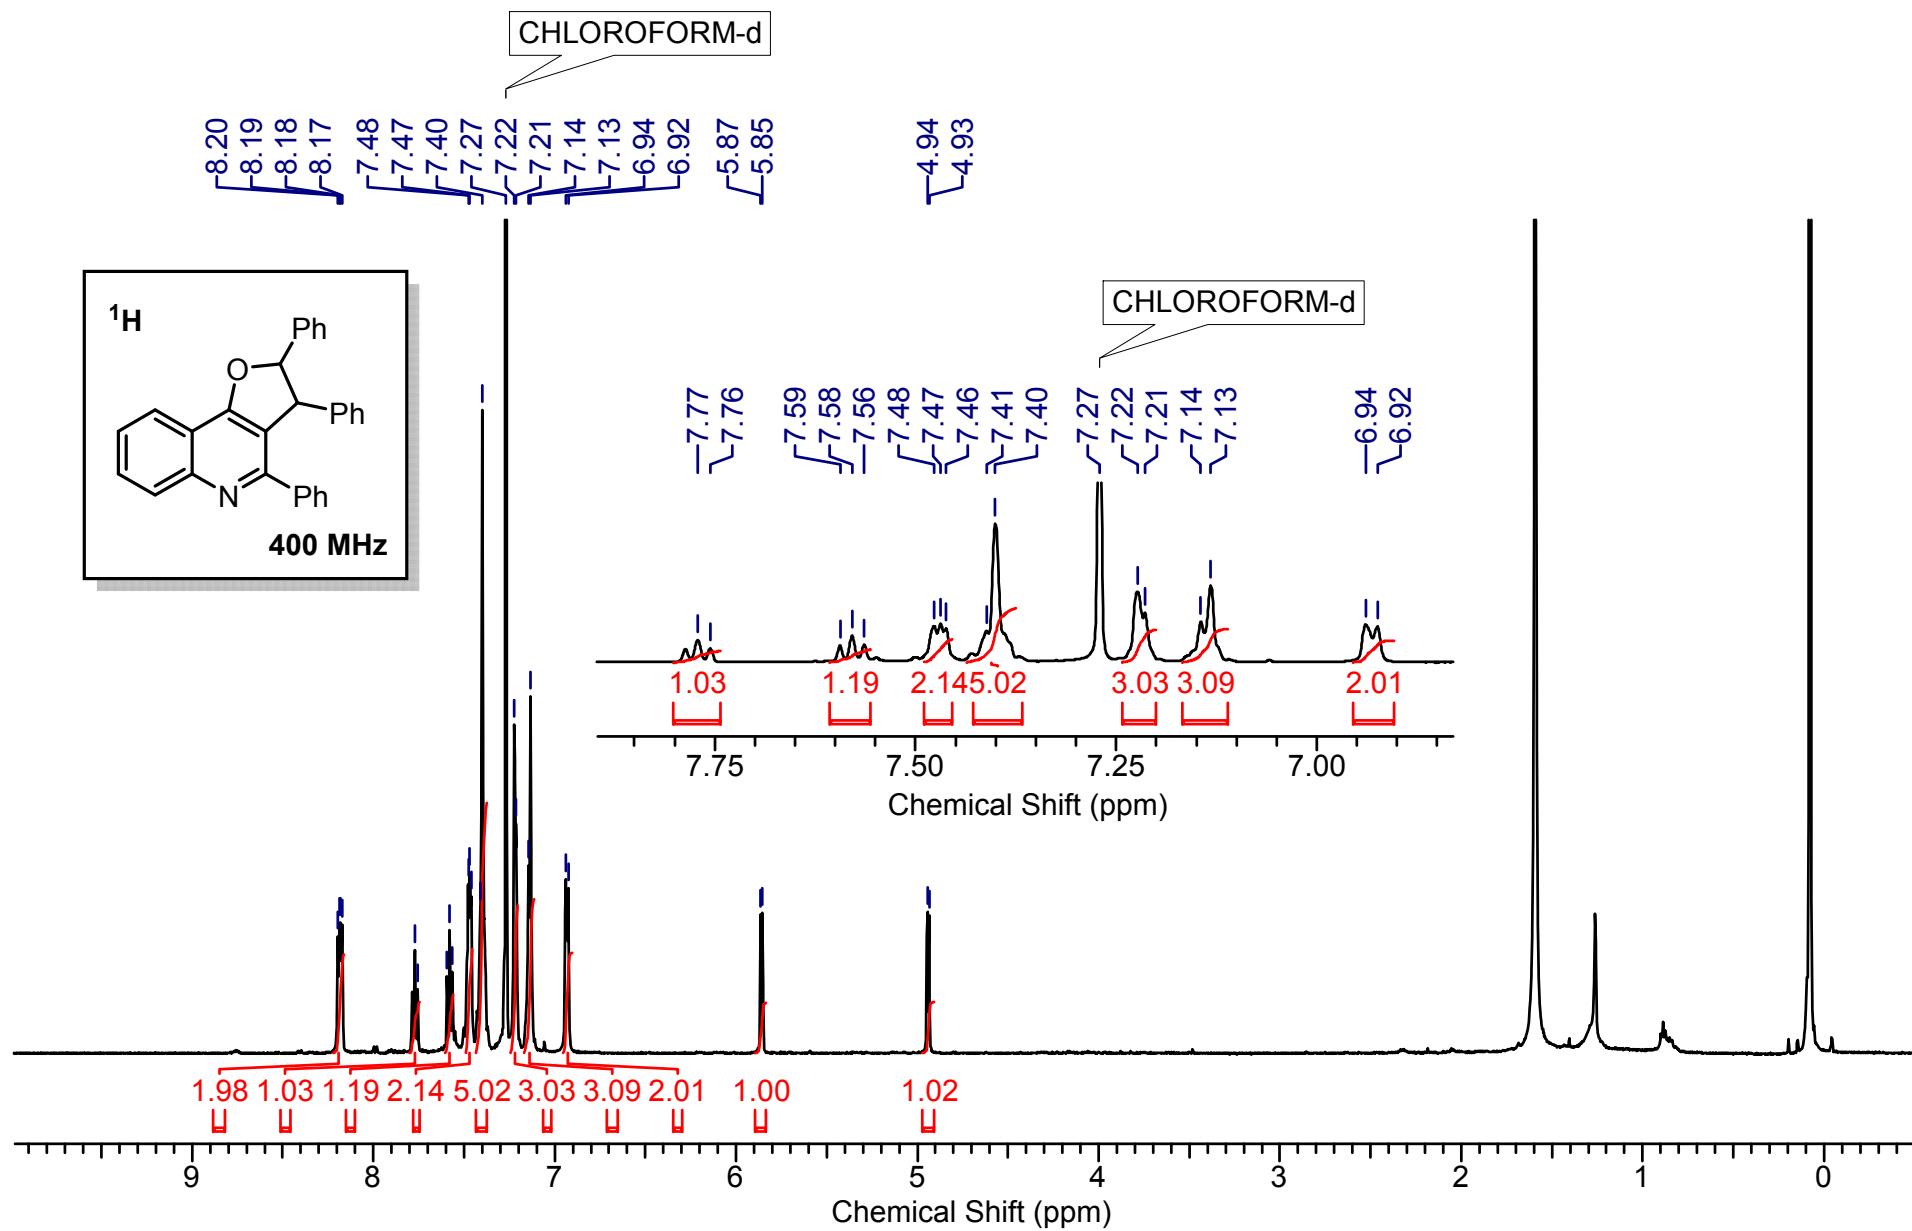 CHLOROFORM-d
8.20 8.19 8.18 8.17 7.48 7.47 7.40 7.27 7.22 7.21 7.14 7.13 6.94 6.92 5.87 5.85 4.94 4.93
1H
Ph
O
Ph
N
Ph
400 MHz
CHLOROFORM-d
7.77 7.76 7.59 7.58 7.56 7.48 7.47 7.46 7.41 7.40 7.27 7.22 7.21 7.14 7.13 6.94 6.92
1.03 1.19 2.14 5.02 3.03 3.09 2.01
7.75 7.50 7.25 7.00
Chemical Shift (ppm)
1.98 1.03 1.19 2.14 5.02 3.03 3.09 2.01 1.00 1.02
9 8 7 6 5 4 3 2 1 0
Chemical Shift (ppm)